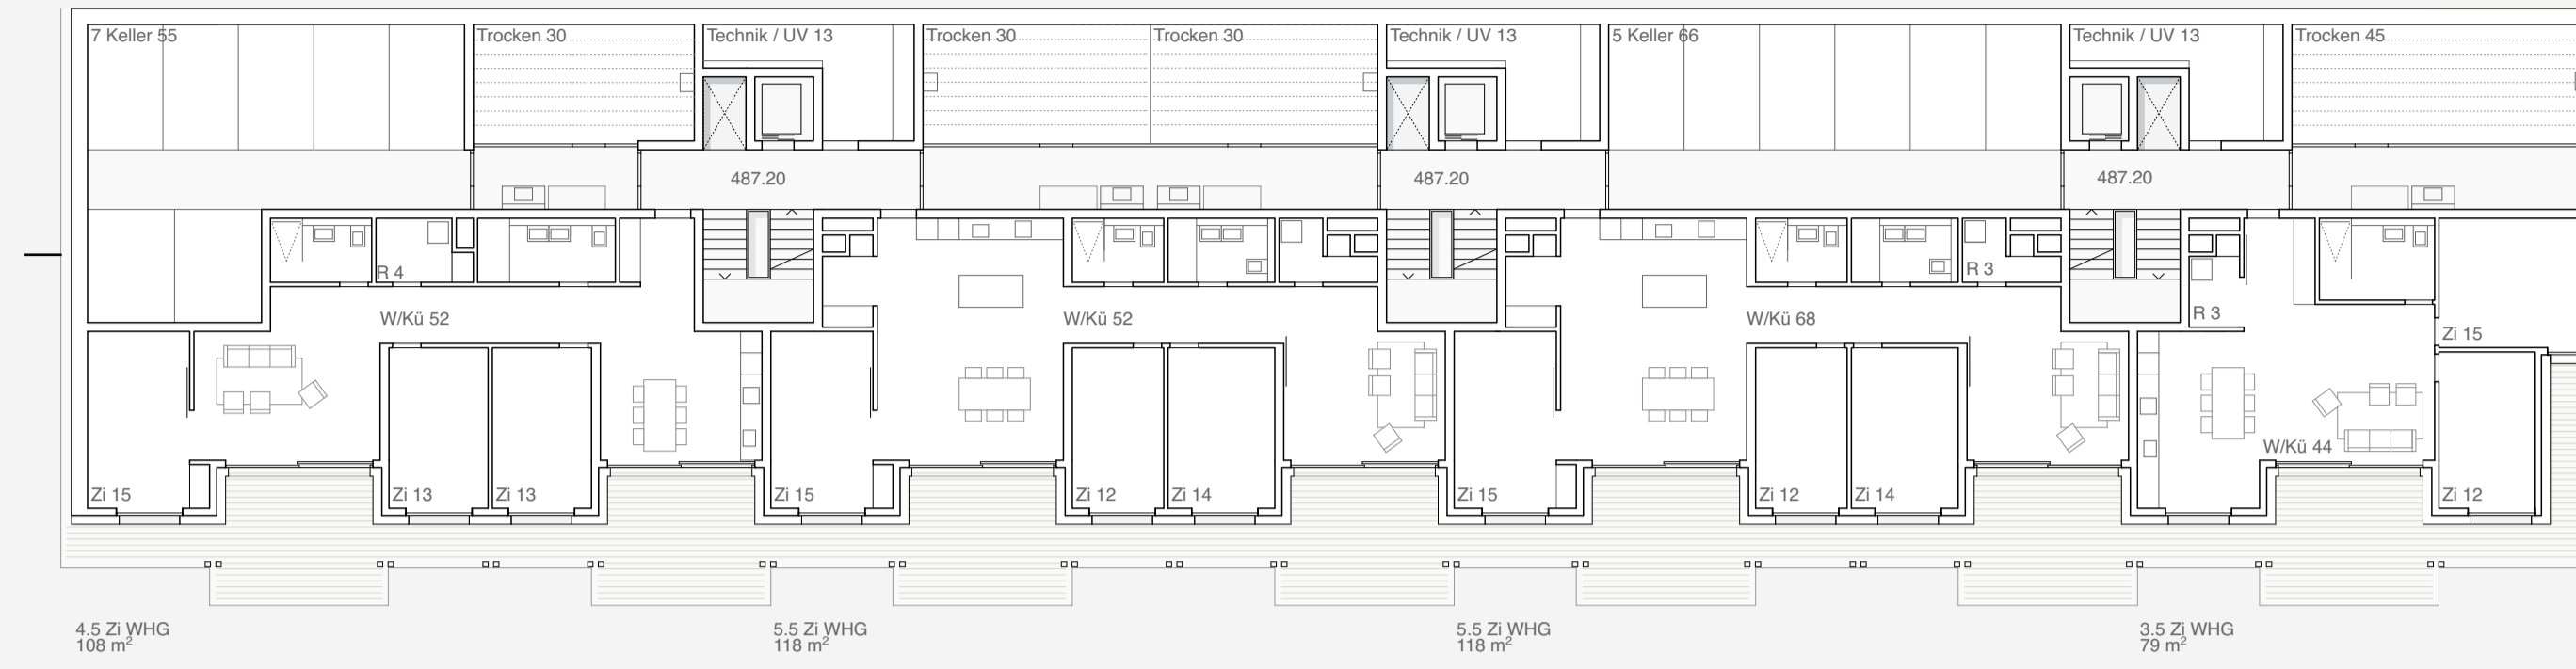 7 Keller 55
Trocken 30
Technik / UV 13
Trocken 30
Trocken 30
Technik / UV 13
5 Keller 66
Technik / UV 13
Trocken 45
487.20
487.20
487.20
R 4
R 3
R 3
W/Kü 52
W/Kü 52
W/Kü 68
Zi 15
W/Kü 44
Zi 15
Zi 13
Zi 13
Zi 15
Zi 12
Zi 14
Zi 15
Zi 12
Zi 14
Zi 12
4.5 Zi WHG
108 m²
5.5 Zi WHG
118 m²
5.5 Zi WHG
118 m²
3.5 Zi WHG
79 m²